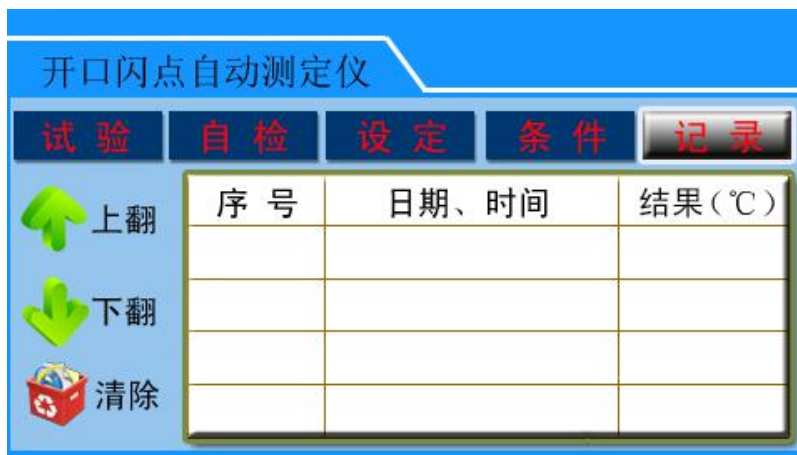 开口闪点自动测定仪
试 验 自 检 设 定 条 件 记 录
序 号 日期、时间 结果(℃)
上翻
下翻
清除